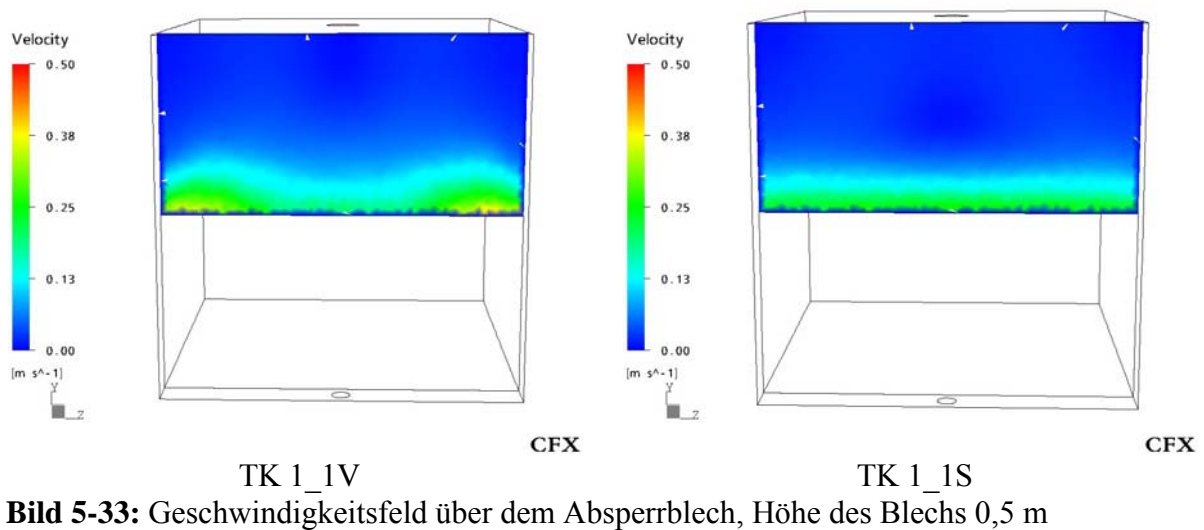 Velocity
0.50
0.38
0.25
0.13
0.00
[m s^-1]
Y
Z
CFX
TK 1_1V
Velocity
0.50
0.38
0.25
0.13
0.00
[m s^-1]
Y
Z
CFX
TK 1_1S
Bild 5-33: Geschwindigkeitsfeld über dem Absperrblech, Höhe des Blechs 0,5 m